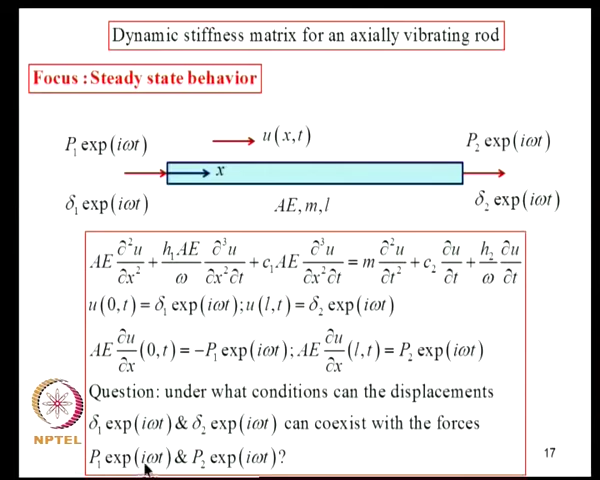 Dynamic stiffness matrix for an axially vibrating rod
Focus : Steady state behavior
P₁ exp(iωt) u(x,t) P₂ exp(iωt)
x
δ₁ exp(iωt) AE, m, l δ₂ exp(iωt)
AE ∂²u/∂x² + h₁AE/ω ∂³u/∂x²∂t + c₁AE ∂³u/∂x²∂t = m ∂²u/∂t² + c₂ ∂u/∂t + h₂/ω ∂u/∂t
u(0,t) = δ₁ exp(iωt); u(l,t) = δ₂ exp(iωt)
AE ∂u/∂x (0,t) = −P₁ exp(iωt); AE ∂u/∂x (l,t) = P₂ exp(iωt)
Question: under what conditions can the displacements
δ₁ exp(iωt) & δ₂ exp(iωt) can coexist with the forces
P₁ exp(iωt) & P₂ exp(iωt)?
NPTEL
17